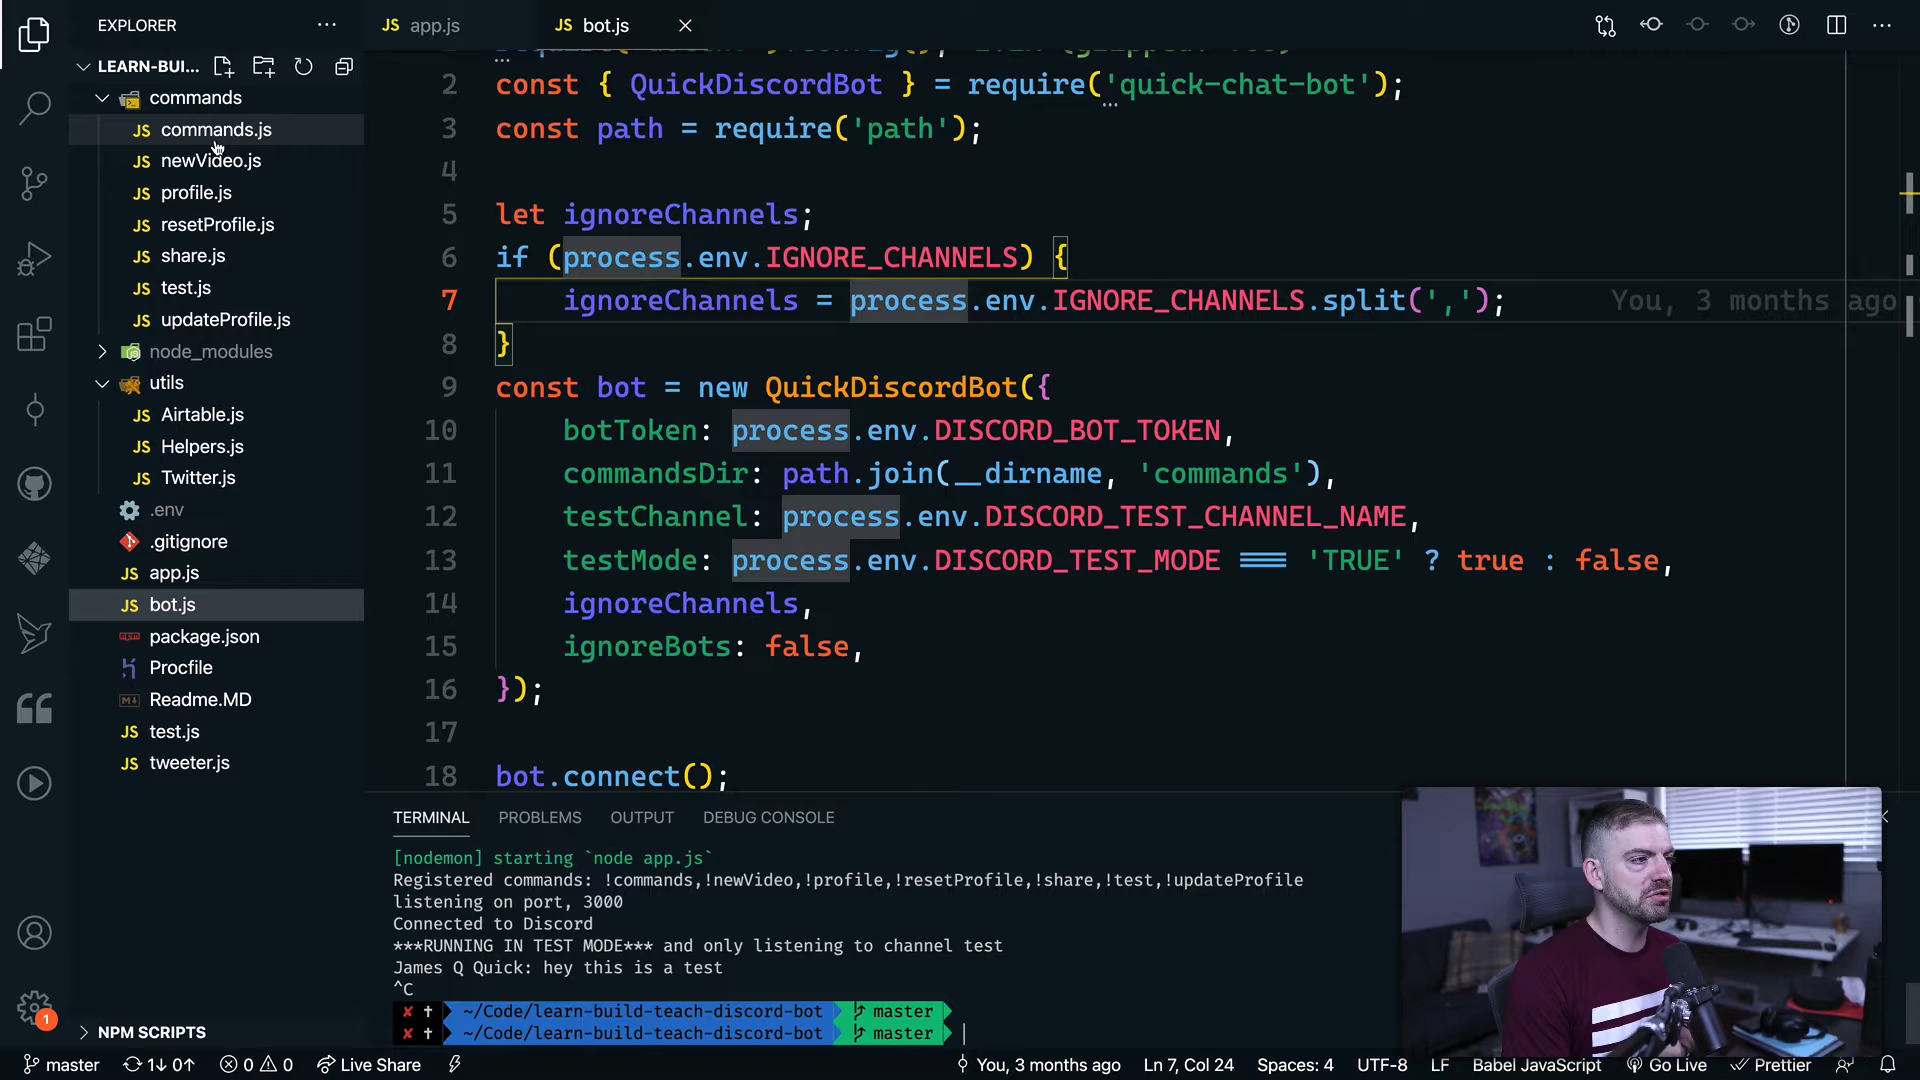 EXPLORER
LEARN-BUI...
commands
JS commands.js
JS newVideo.js
JS profile.js
JS resetProfile.js
JS share.js
JS test.js
JS updateProfile.js
node_modules
utils
JS Airtable.js
JS Helpers.js
JS Twitter.js
.env
.gitignore
JS app.js
JS bot.js
package.json
Procfile
Readme.MD
JS test.js
JS tweeter.js
NPM SCRIPTS
1
JS app.js
JS bot.js
2 const { QuickDiscordBot } = require('quick-chat-bot');
3 const path = require('path');
4
5 let ignoreChannels;
6 if (process.env.IGNORE_CHANNELS) {
7 ignoreChannels = process.env.IGNORE_CHANNELS.split(','); You, 3 months ago
8 }
9 const bot = new QuickDiscordBot({
10 botToken: process.env.DISCORD_BOT_TOKEN,
11 commandsDir: path.join(__dirname, 'commands'),
12 testChannel: process.env.DISCORD_TEST_CHANNEL_NAME,
13 testMode: process.env.DISCORD_TEST_MODE === 'TRUE' ? true : false,
14 ignoreChannels,
15 ignoreBots: false,
16 });
17
18 bot.connect();
TERMINAL PROBLEMS OUTPUT DEBUG CONSOLE
[nodemon] starting `node app.js`
Registered commands: !commands,!newVideo,!profile,!resetProfile,!share,!test,!updateProfile
listening on port, 3000
Connected to Discord
***RUNNING IN TEST MODE*** and only listening to channel test
James Q Quick: hey this is a test
^C
✘ † ~/Code/learn-build-teach-discord-bot master
✘ † ~/Code/learn-build-teach-discord-bot master
master 1↓ 0↑ 0 0 Live Share You, 3 months ago Ln 7, Col 24 Spaces: 4 UTF-8 LF Babel JavaScript Go Live Prettier